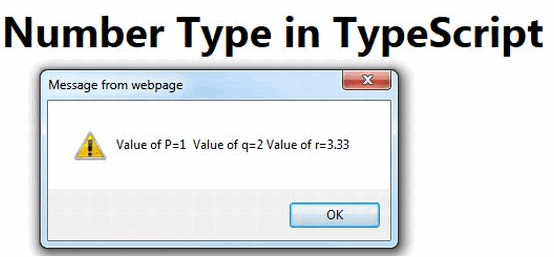 Number Type in TypeScript
Message from webpage
Value of P=1  Value of q=2 Value of r=3.33
OK